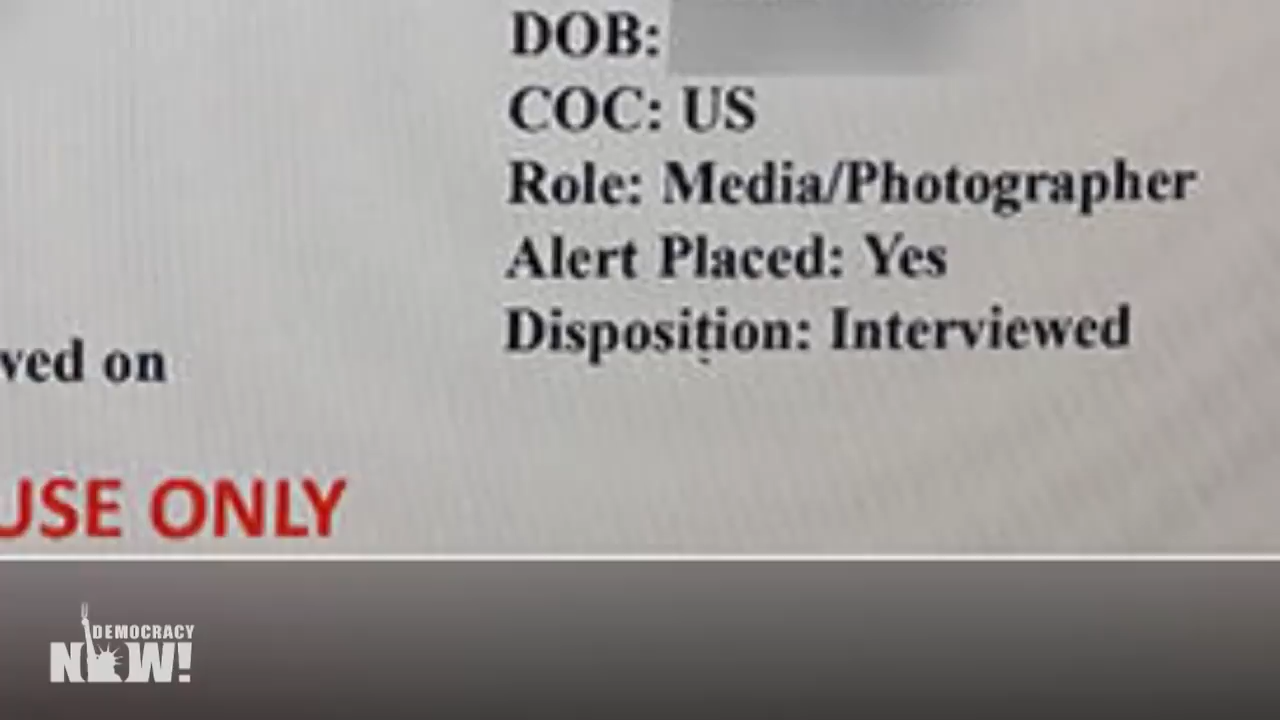 DOB:
COC: US
Role: Media/Photographer
Alert Placed: Yes
Disposition: Interviewed
ved on
USE ONLY
DEMOCRACY
NOW!